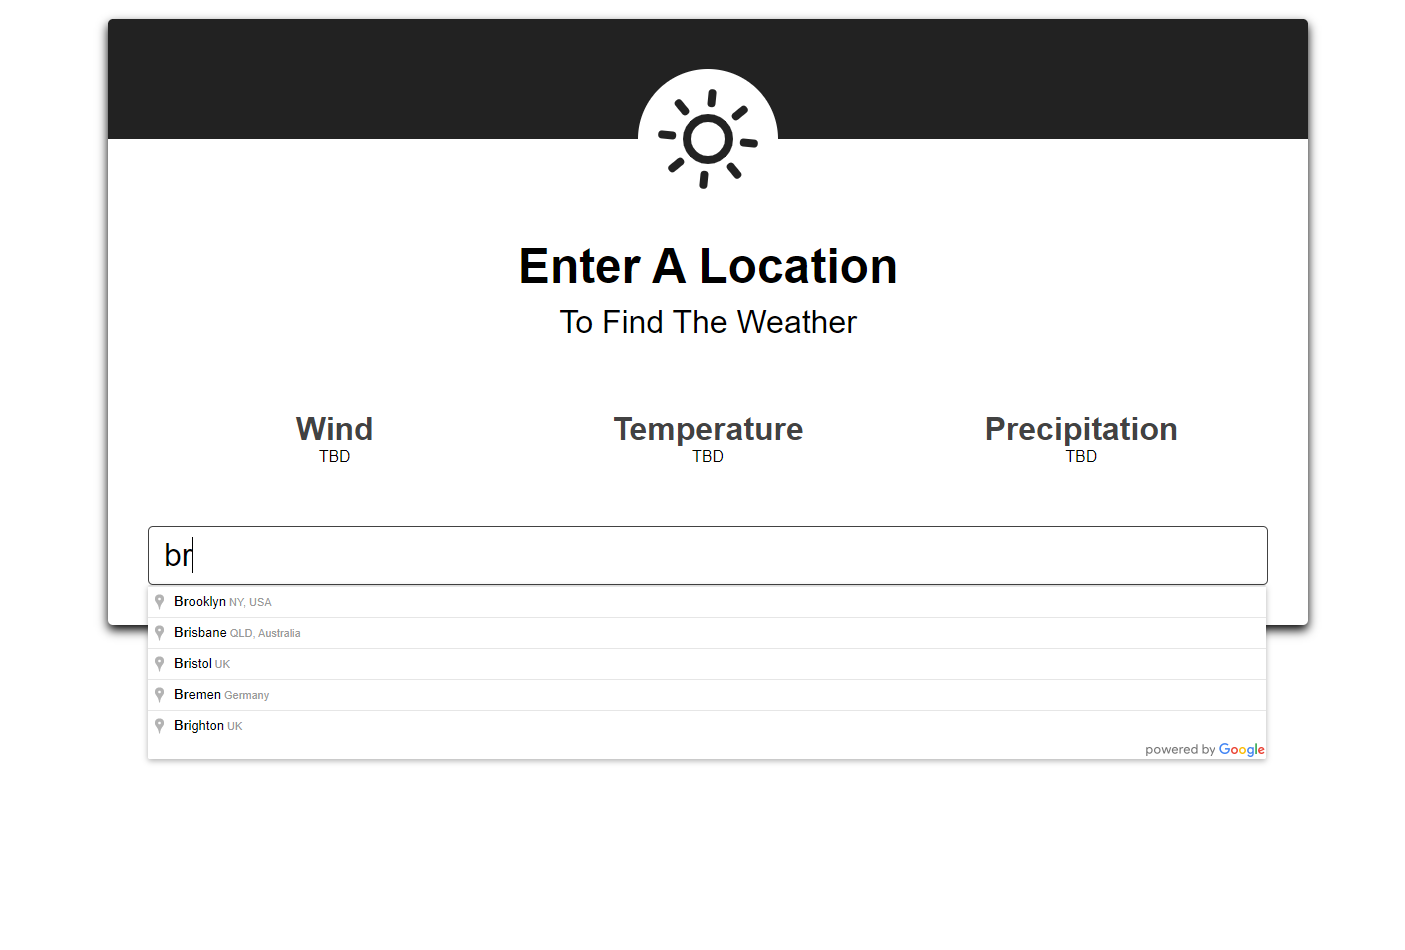 Enter A Location
To Find The Weather
Wind Temperature Precipitation
TBD TBD TBD
br
Brooklyn NY, USA
Brisbane QLD, Australia
Bristol UK
Bremen Germany
Brighton UK
powered by Google